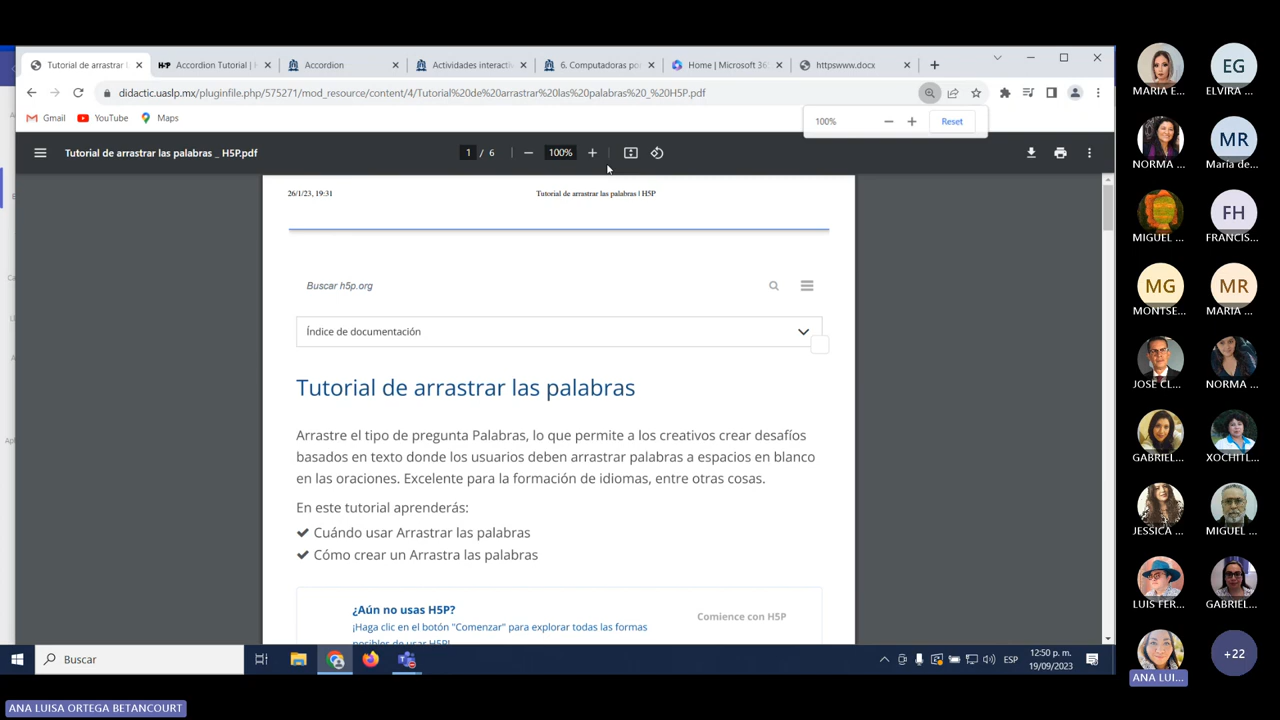 Tutorial de arrastrar l
Accordion Tutorial | H
Accordion
Actividades interactiv
6. Computadoras po
Home | Microsoft 36
httpswww.docx
didactic.uaslp.mx/pluginfile.php/575271/mod_resource/content/4/Tutorial%20de%20arrastrar%20las%20palabras%20_%20H5P.pdf
Gmail
YouTube
Maps
100%
Reset
Tutorial de arrastrar las palabras _ H5P.pdf
1 / 6
100%
26/1/23, 19:31
Tutorial de arrastrar las palabras | H5P
Buscar h5p.org
Índice de documentación
Tutorial de arrastrar las palabras
Arrastre el tipo de pregunta Palabras, lo que permite a los creativos crear desafíos
basados en texto donde los usuarios deben arrastrar palabras a espacios en blanco
en las oraciones. Excelente para la formación de idiomas, entre otras cosas.
En este tutorial aprenderás:
Cuándo usar Arrastrar las palabras
Cómo crear un Arrastra las palabras
¿Aún no usas H5P?
¡Haga clic en el botón "Comenzar" para explorar todas las formas
posibles de usar H5P!
Comience con H5P
Buscar
ESP
12:50 p. m.
19/09/2023
MARIA E...
EG
ELVIRA ...
NORMA ...
MR
María de...
MIGUEL ...
FH
FRANCIS...
MG
MONTSE...
MR
MARIA ...
JOSE CL...
NORMA ...
GABRIEL...
XOCHITL...
JESSICA ...
MIGUEL ...
LUIS FER...
GABRIEL...
ANA LUI...
+22
ANA LUISA ORTEGA BETANCOURT